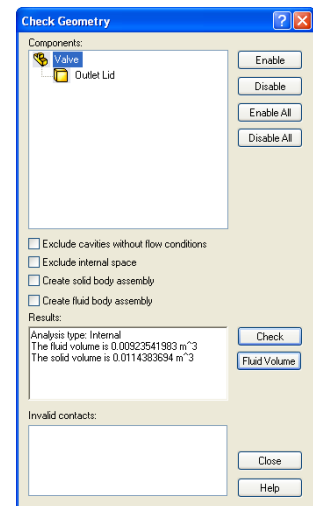 Check Geometry
Components:
Valve
Outlet Lid
Enable
Disable
Enable All
Disable All
Exclude cavities without flow conditions
Exclude internal space
Create solid body assembly
Create fluid body assembly
Results:
Analysis type: Internal
The fluid volume is 0.00923541983 m^3
The solid volume is 0.0114383694 m^3
Check
Fluid Volume
Invalid contacts:
Close
Help